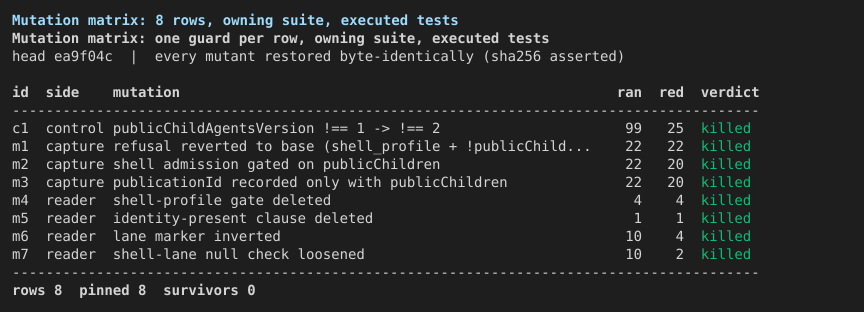 Mutation matrix: 8 rows, owning suite, executed tests
Mutation matrix: one guard per row, owning suite, executed tests
head ea9f04c | every mutant restored byte-identically (sha256 asserted)
id side mutation ran red verdict
--------------------------------------------------------------------------------------------
c1 control publicChildAgentsVersion !== 1 -> !== 2 99 25 killed
m1 capture refusal reverted to base (shell_profile + !publicChild... 22 22 killed
m2 capture shell admission gated on publicChildren 22 20 killed
m3 capture publicationId recorded only with publicChildren 22 20 killed
m4 reader shell-profile gate deleted 4 4 killed
m5 reader identity-present clause deleted 1 1 killed
m6 reader lane marker inverted 10 4 killed
m7 reader shell-lane null check loosened 10 2 killed
--------------------------------------------------------------------------------------------
rows 8 pinned 8 survivors 0